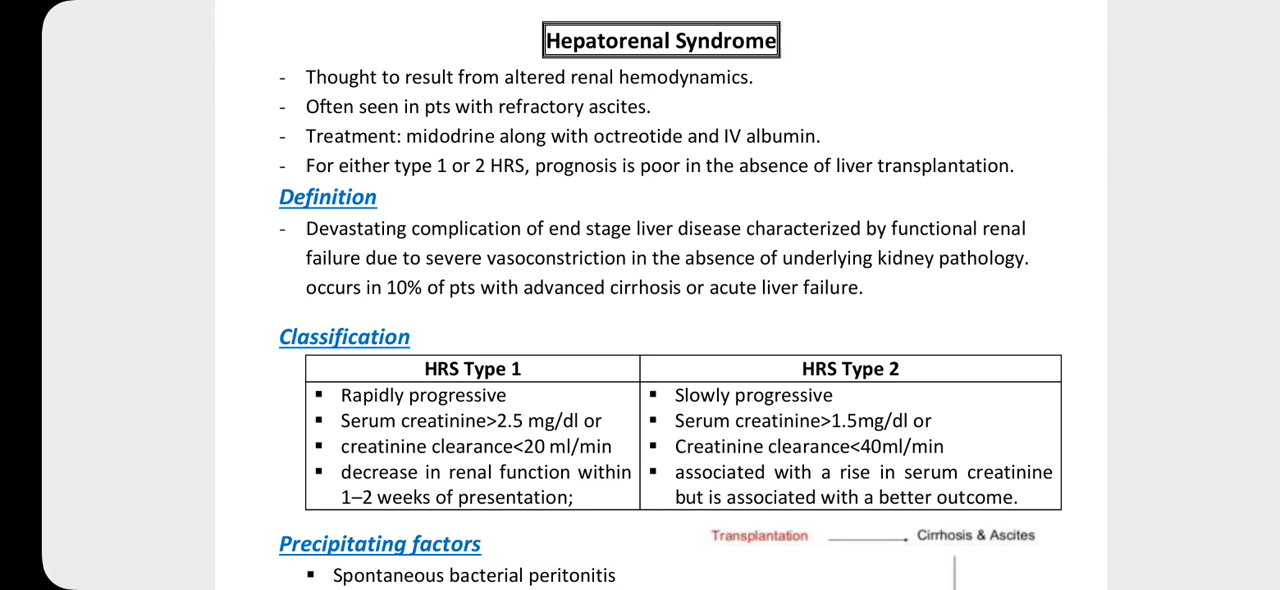 Hepatorenal Syndrome
- Thought to result from altered renal hemodynamics.
- Often seen in pts with refractory ascites.
- Treatment: midodrine along with octreotide and IV albumin.
- For either type 1 or 2 HRS, prognosis is poor in the absence of liver transplantation.
Definition
- Devastating complication of end stage liver disease characterized by functional renal
failure due to severe vasoconstriction in the absence of underlying kidney pathology.
occurs in 10% of pts with advanced cirrhosis or acute liver failure.
Classification
HRS Type 1
▪ Rapidly progressive
▪ Serum creatinine>2.5 mg/dl or
▪ creatinine clearance<20 ml/min
▪ decrease in renal function within
1–2 weeks of presentation;
HRS Type 2
▪ Slowly progressive
▪ Serum creatinine>1.5mg/dl or
▪ Creatinine clearance<40ml/min
▪ associated with a rise in serum creatinine
but is associated with a better outcome.
Precipitating factors
▪ Spontaneous bacterial peritonitis
Transplantation
Cirrhosis & Ascites